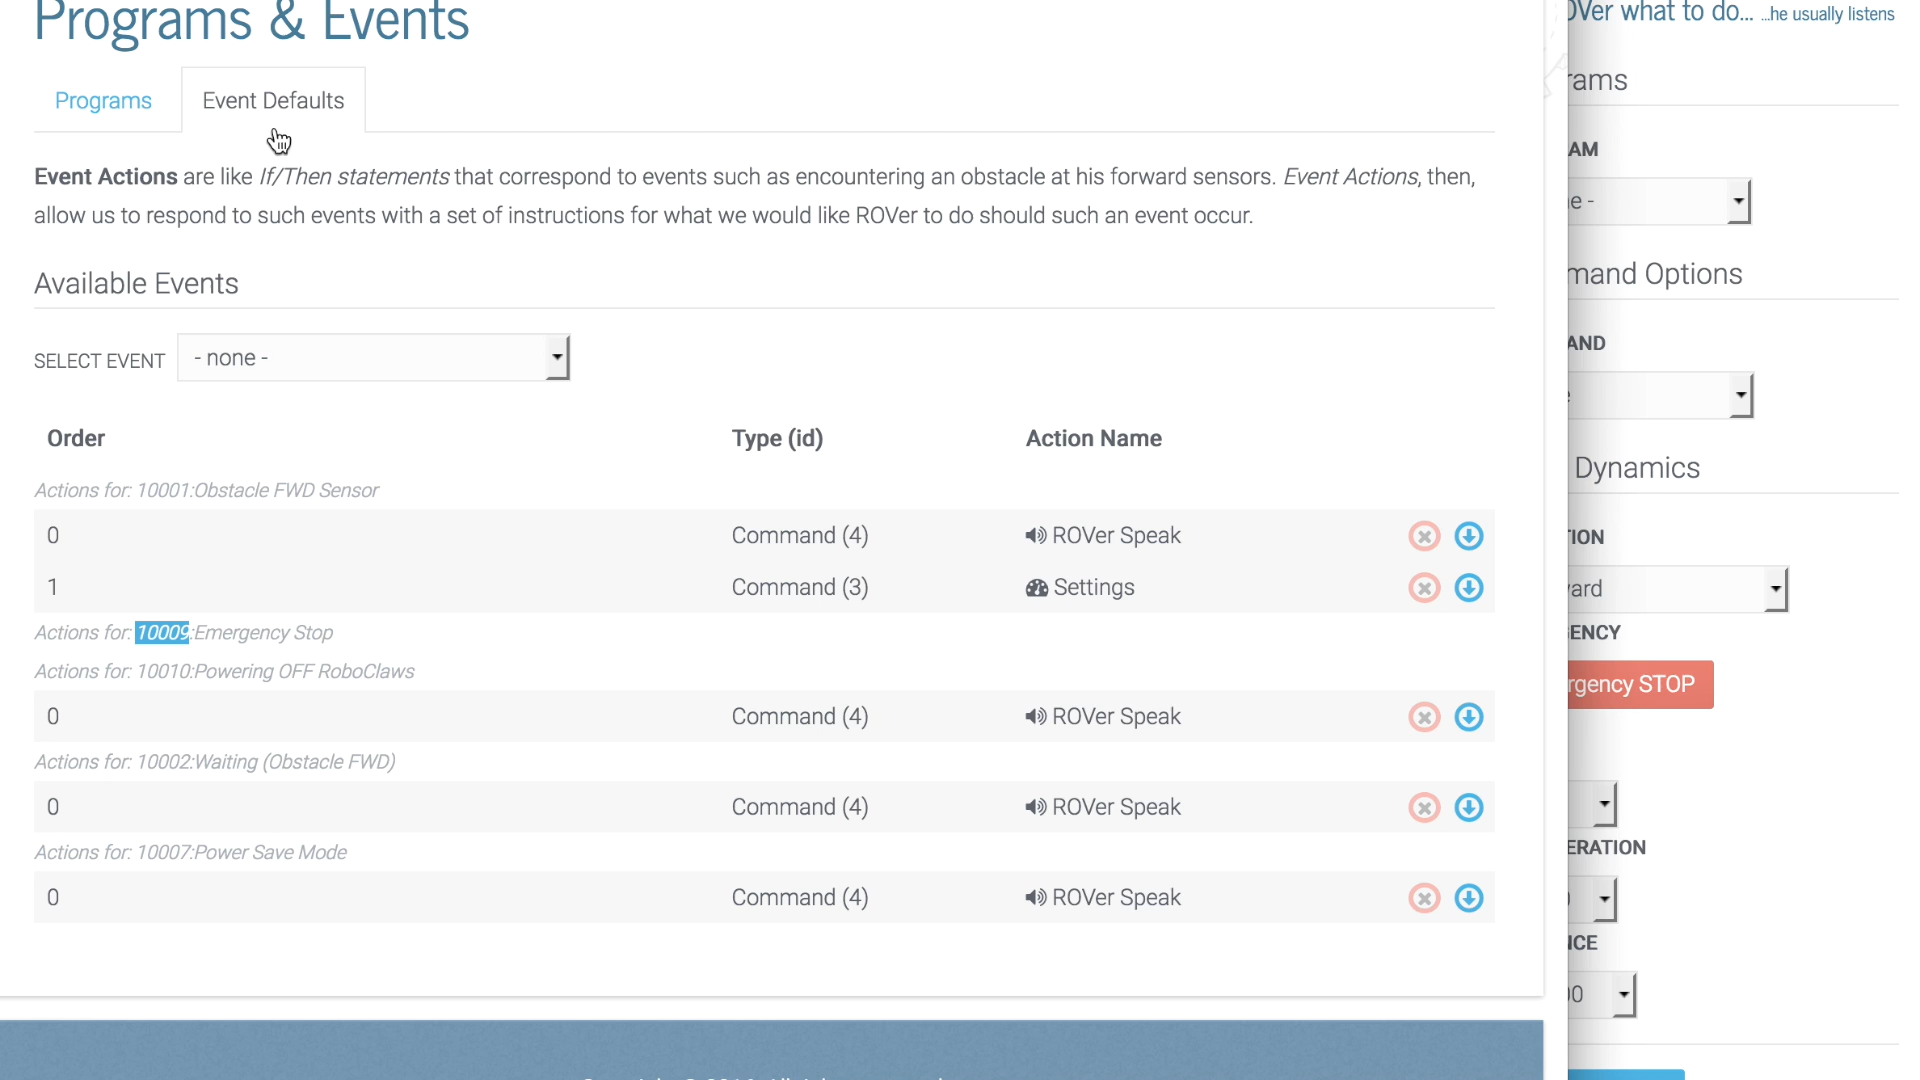 Programs & Events
Programs
Event Defaults
Event Actions are like If/Then statements that correspond to events such as encountering an obstacle at his forward sensors. Event Actions, then,
allow us to respond to such events with a set of instructions for what we would like ROVer to do should such an event occur.
Available Events
SELECT EVENT - none -
Order Type (id) Action Name
Actions for: 10001:Obstacle FWD Sensor
0 Command (4) ROVer Speak
1 Command (3) Settings
Actions for: 10009:Emergency Stop
Actions for: 10010:Powering OFF RoboClaws
0 Command (4) ROVer Speak
Actions for: 10002:Waiting (Obstacle FWD)
0 Command (4) ROVer Speak
Actions for: 10007:Power Save Mode
0 Command (4) ROVer Speak
OVer what to do... ...he usually listens
rams
AM
e -
mand Options
AND
Dynamics
TION
ard
ENCY
rgency STOP
ERATION
NCE
00